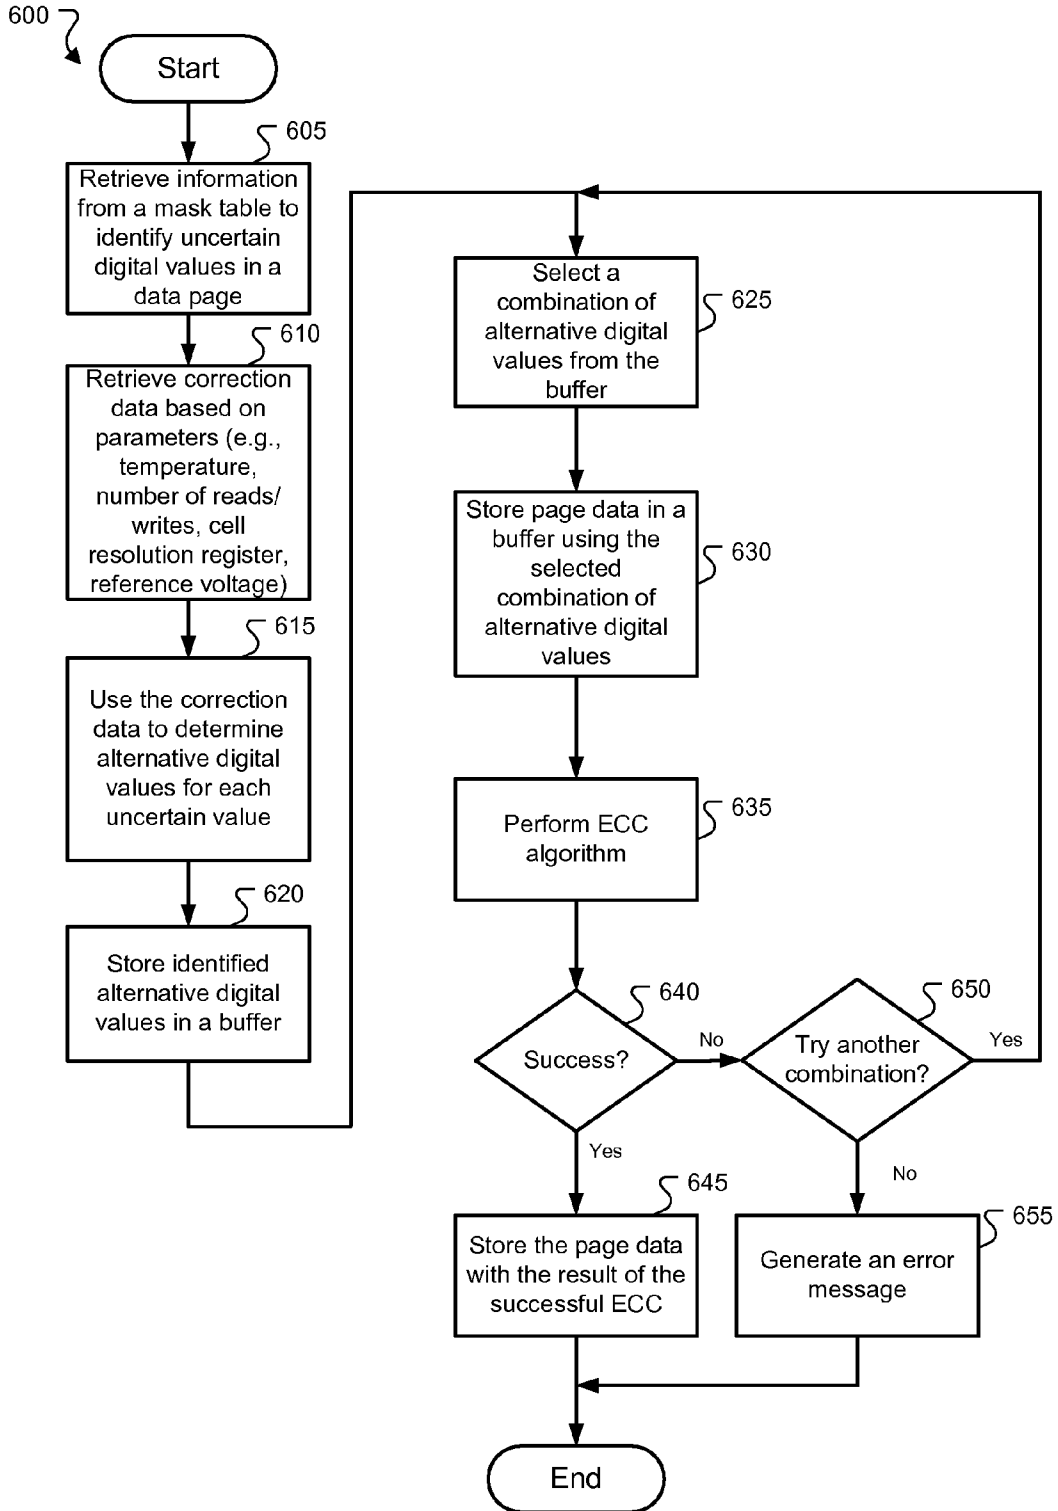 600
Start
605
Retrieve information
from a mask table to
identify uncertain
digital values in a
data page
610
Retrieve correction
data based on
parameters (e.g.,
temperature,
number of reads/
writes, cell
resolution register,
reference voltage)
615
Use the correction
data to determine
alternative digital
values for each
uncertain value
620
Store identified
alternative digital
values in a buffer
625
Select a
combination of
alternative digital
values from the
buffer
630
Store page data in a
buffer using the
selected
combination of
alternative digital
values
635
Perform ECC
algorithm
640
Success?
No
650
Try another
combination?
Yes
Yes
No
645
Store the page data
with the result of the
successful ECC
655
Generate an error
message
End